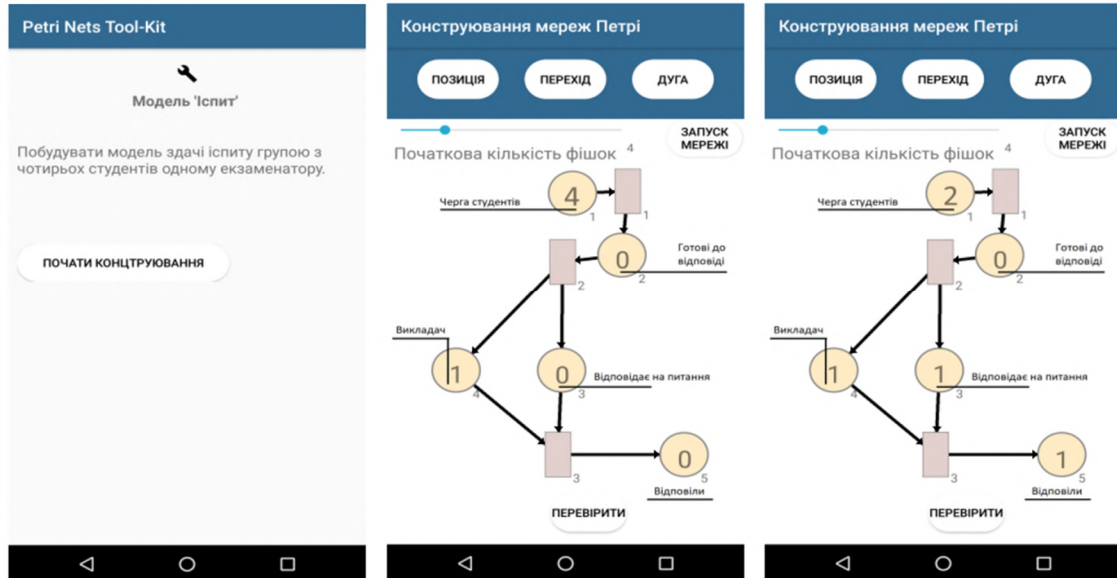 Petri Nets Tool-Kit
Модель 'Іспит'
Побудувати модель здачі іспиту групою з
чотирьох студентів одному екзаменатору.
ПОЧАТИ КОНЦТРУЮВАННЯ
Конструювання мереж Петрі
ПОЗИЦІЯ
ПЕРЕХІД
ДУГА
ЗАПУСК
МЕРЕЖІ
Початкова кількість фішок
4
4
1
1
Черга студентів
0
2
Готові до
відповіді
2
Викладач
1
4
0
3
Відповідає на питання
3
0
5
Відповіли
ПЕРЕВІРИТИ
Конструювання мереж Петрі
ПОЗИЦІЯ
ПЕРЕХІД
ДУГА
ЗАПУСК
МЕРЕЖІ
Початкова кількість фішок
4
2
1
1
Черга студентів
0
2
Готові до
відповіді
2
Викладач
1
4
1
3
Відповідає на питання
3
1
5
Відповіли
ПЕРЕВІРИТИ